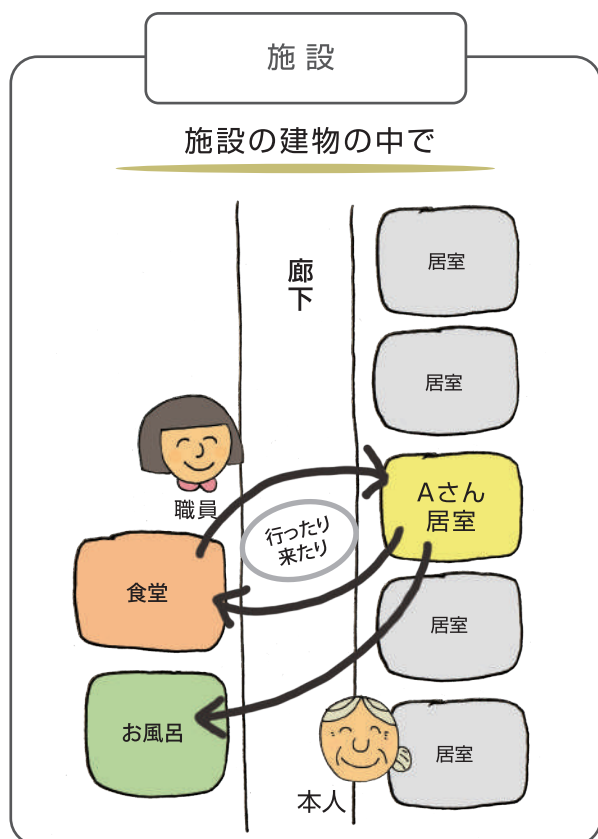 施設
施設の建物の中で
廊下
居室
居室
職員
Aさん
居室
行ったり
来たり
食堂
居室
お風呂
居室
本人